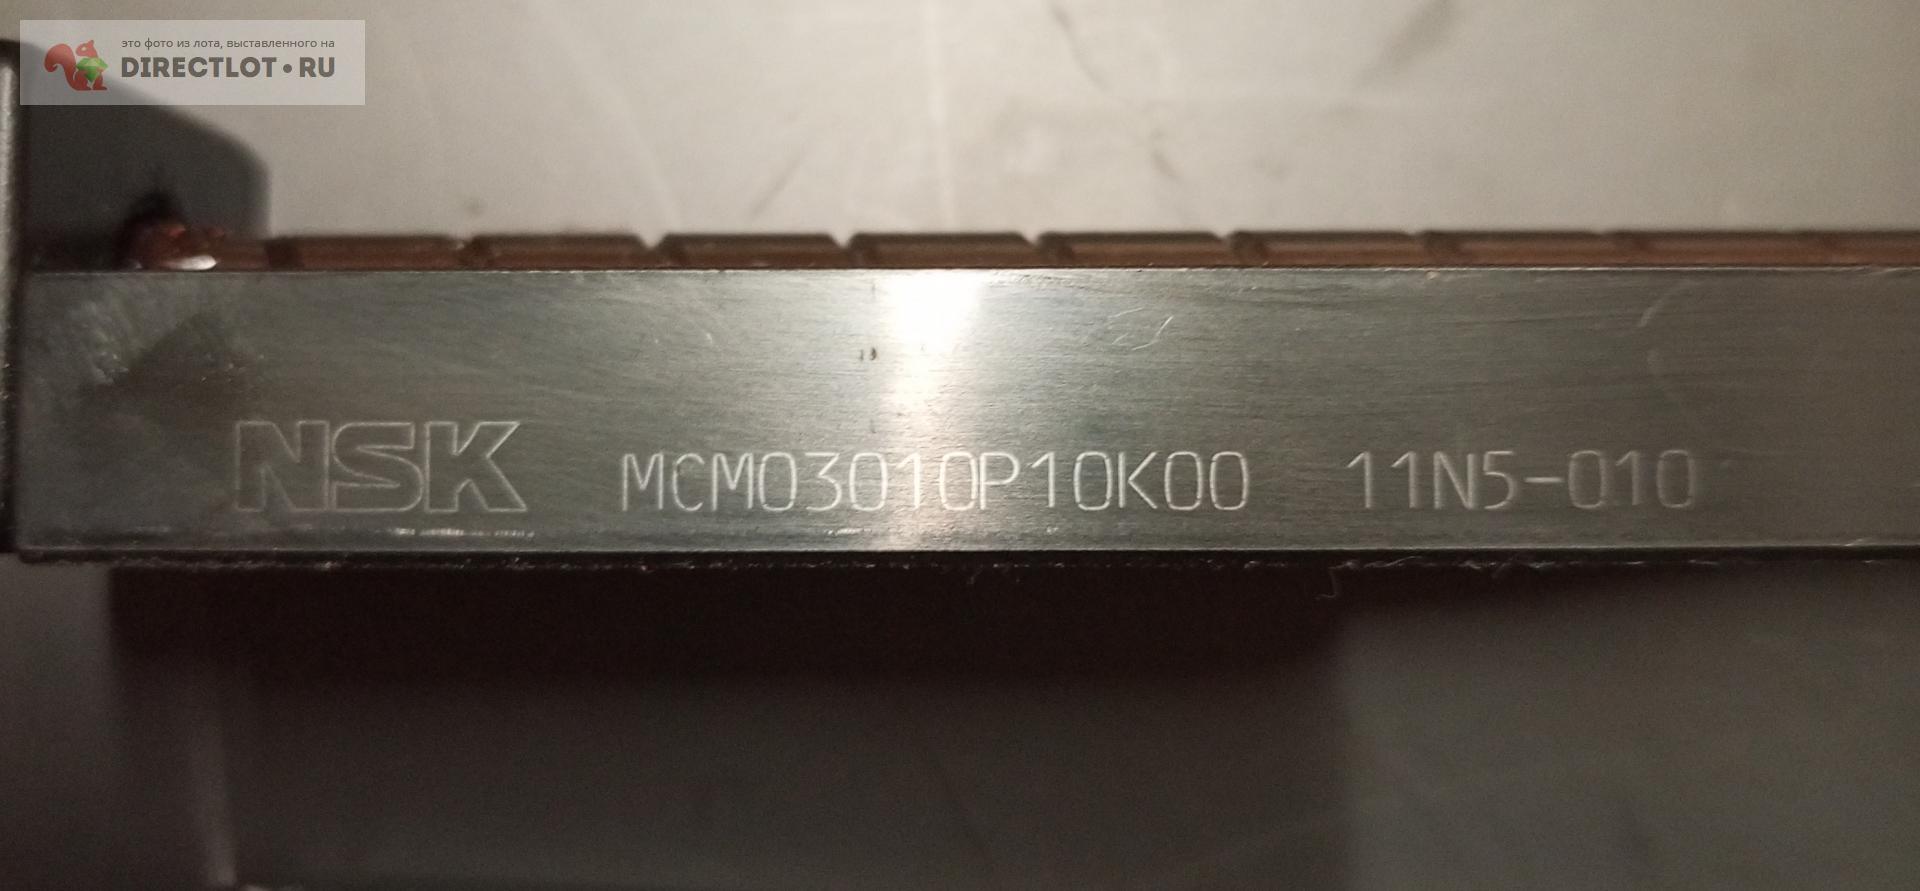 это фото из лота, выставленного на
DIRECTLOT•RU
NSK MCM03010P10K00 11N5-010